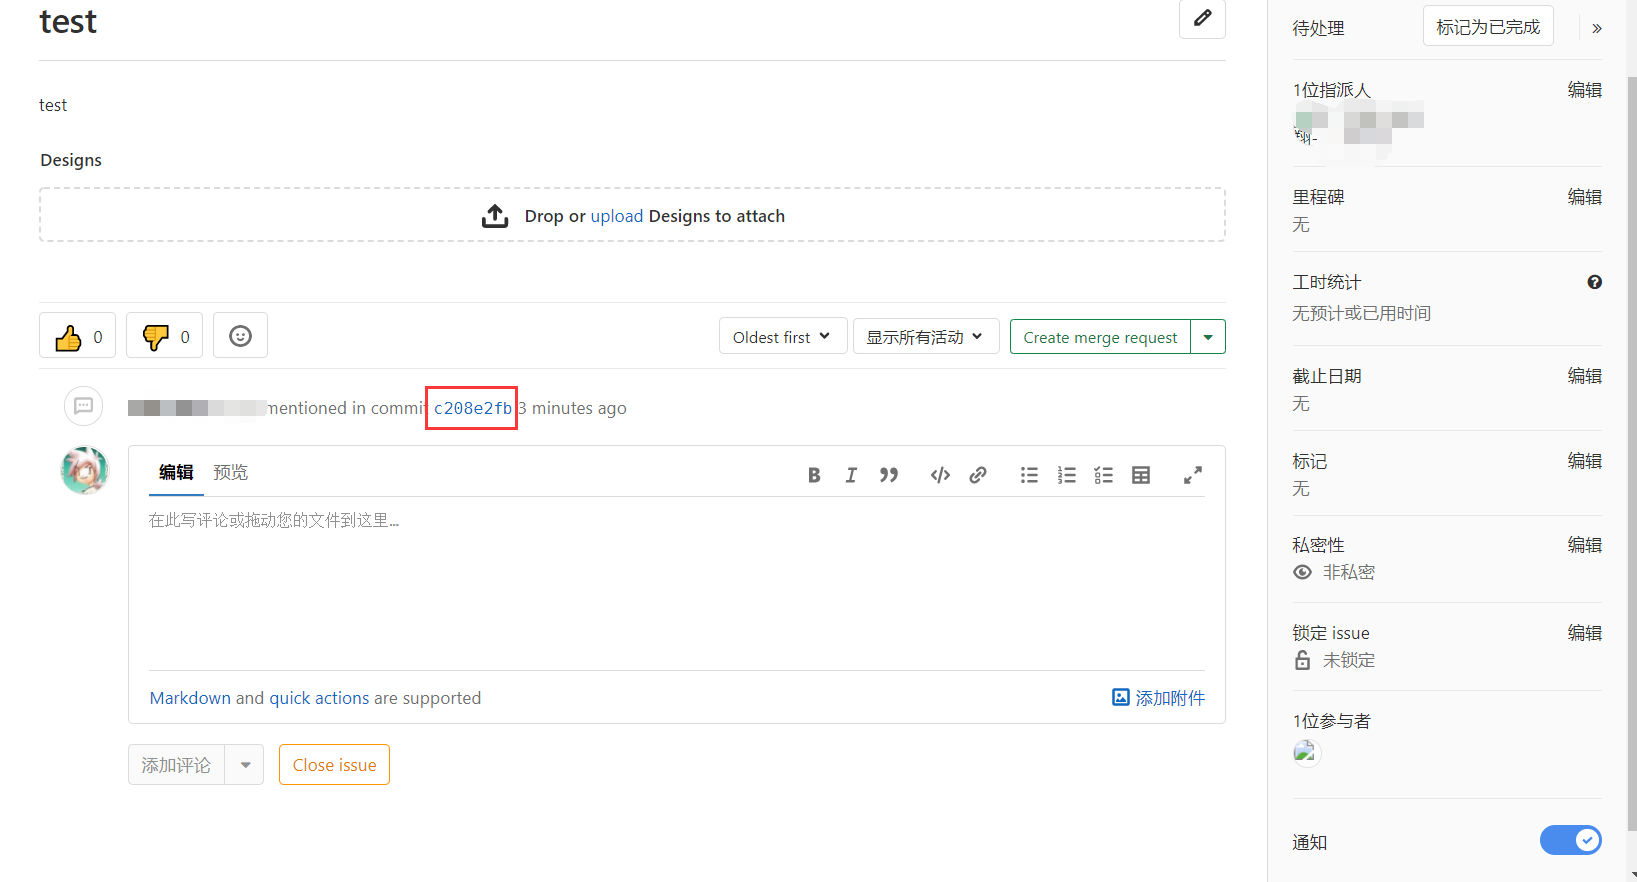 test
test
Designs
Drop or upload Designs to attach
0
0
Oldest first
显示所有活动
Create merge request
mentioned in commit c208e2fb 3 minutes ago
编辑 预览
在此写评论或拖动您的文件到这里...
Markdown and quick actions are supported
添加附件
添加评论
Close issue
待处理
标记为已完成
1位指派人 编辑
里程碑 编辑
无
工时统计
无预计或已用时间
截止日期 编辑
无
标记 编辑
无
私密性 编辑
非私密
锁定 issue 编辑
未锁定
1位参与者
通知